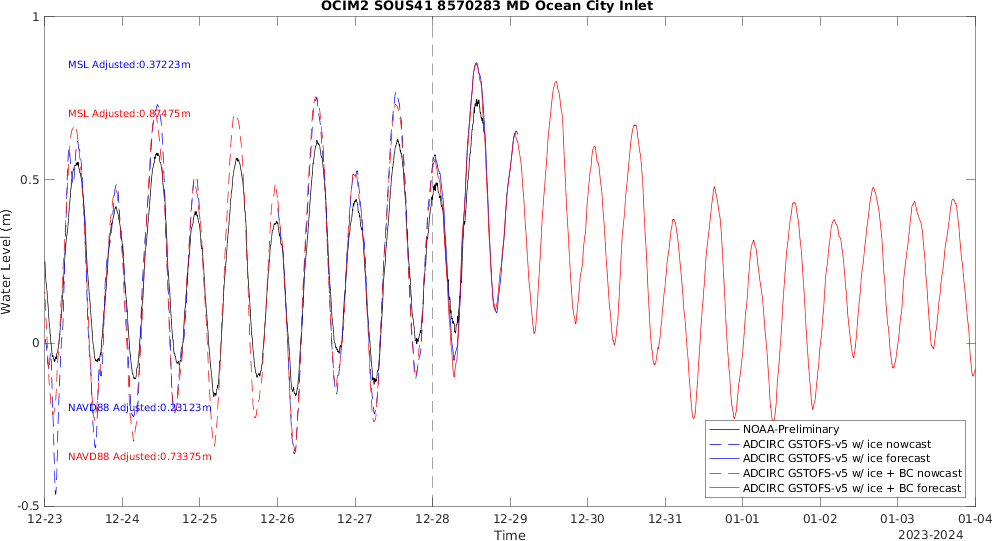 OCIM2 SOUS41 8570283 MD Ocean City Inlet
1
MSL Adjusted:0.37223m
MSL Adjusted:0.87475m
0.5
Water Level (m)
0
NAVD88 Adjusted:0.23123m
NAVD88 Adjusted:0.73375m
-0.5
NOAA-Preliminary
ADCIRC GSTOFS-v5 w/ ice nowcast
ADCIRC GSTOFS-v5 w/ ice forecast
ADCIRC GSTOFS-v5 w/ ice + BC nowcast
ADCIRC GSTOFS-v5 w/ ice + BC forecast
12-23 12-24 12-25 12-26 12-27 12-28 12-29 12-30 12-31 01-01 01-02 01-03 01-04
Time
2023-2024